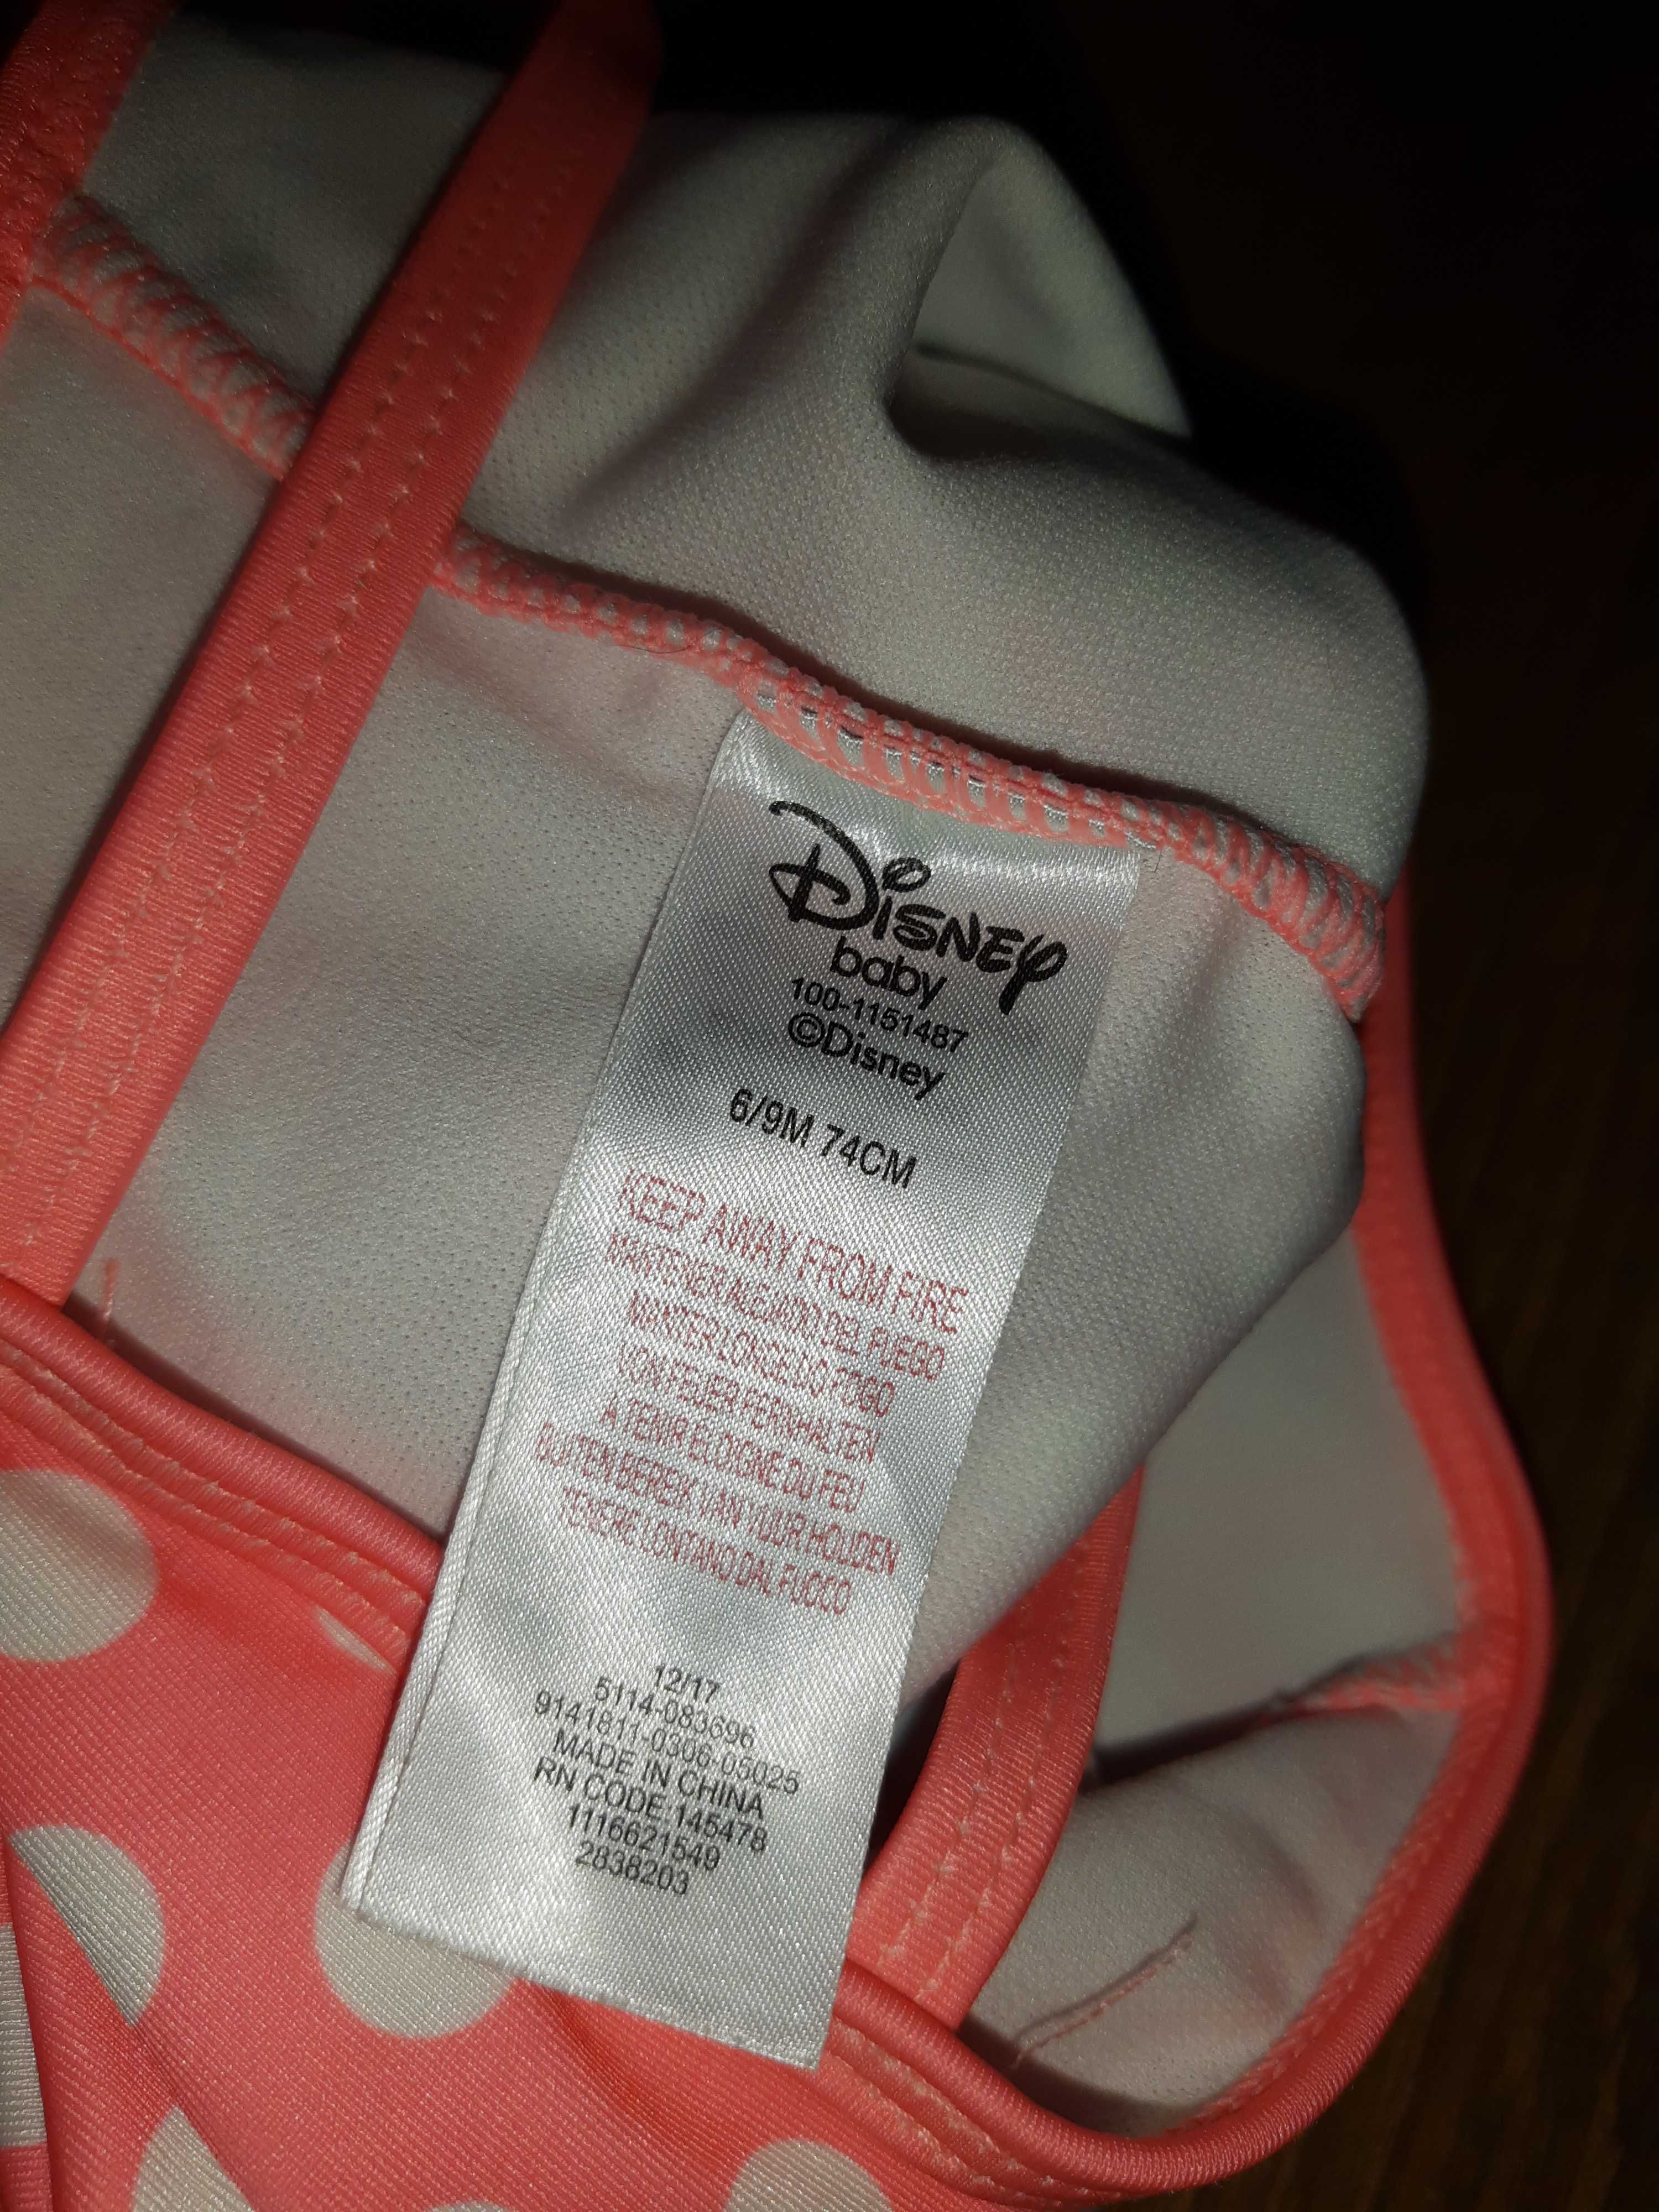 Disney
baby
100-1151487
©Disney
6/9M 74CM
KEEP AWAY FROM FIRE
MANTENER ALEJADO DEL FUEGO
MANTER LONGE DO FOGO
VON FEUER FERNHALTEN
A TENIR ELOIGNE DU FEU
BUITEN BEREIK VAN VUUR HOUDEN
TENERE LONTANO DAL FUOCO
12/17
5114-083696
9141811-0306-05025
MADE IN CHINA
RN CODE:145478
1116621549
2838203